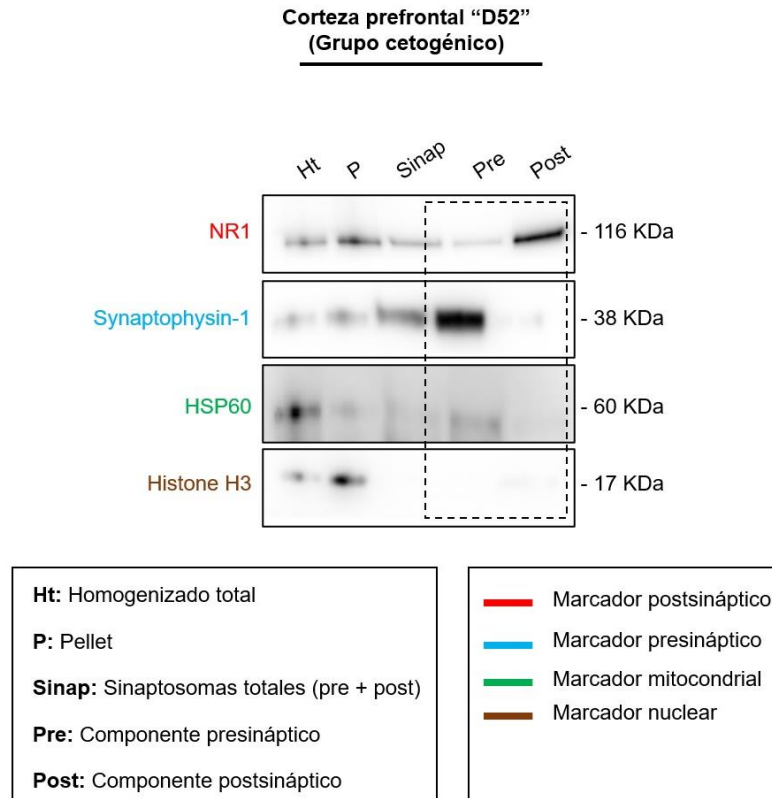 Corteza prefrontal “D52”
(Grupo cetogénico)
Ht P Sinap Pre Post
NR1 - 116 KDa
Synaptophysin-1 - 38 KDa
HSP60 - 60 KDa
Histone H3 - 17 KDa
Ht: Homogenizado total
P: Pellet
Sinap: Sinaptosomas totales (pre + post)
Pre: Componente presináptico
Post: Componente postsináptico
Marcador postsináptico
Marcador presináptico
Marcador mitocondrial
Marcador nuclear